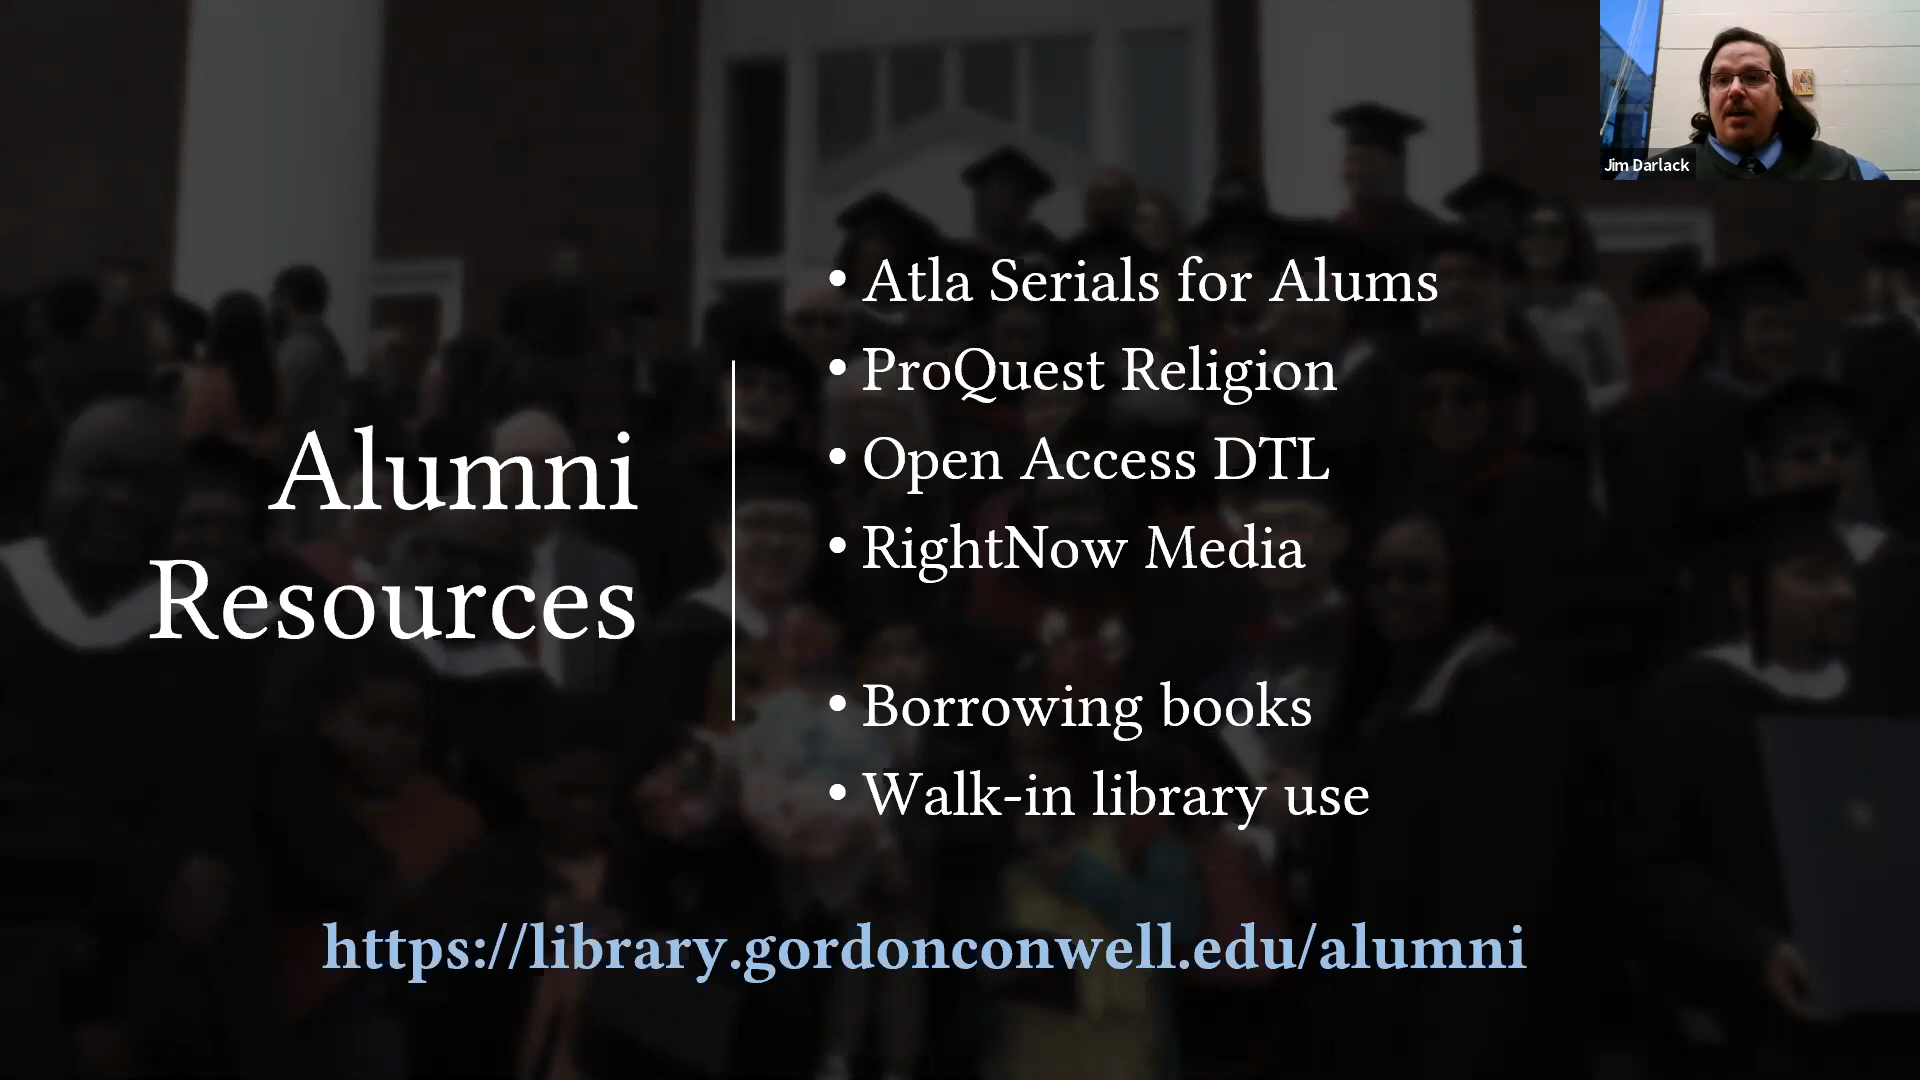 Jim Darlack
Alumni
Resources
• Atla Serials for Alums
• ProQuest Religion
• Open Access DTL
• RightNow Media
• Borrowing books
• Walk-in library use
https://library.gordonconwell.edu/alumni